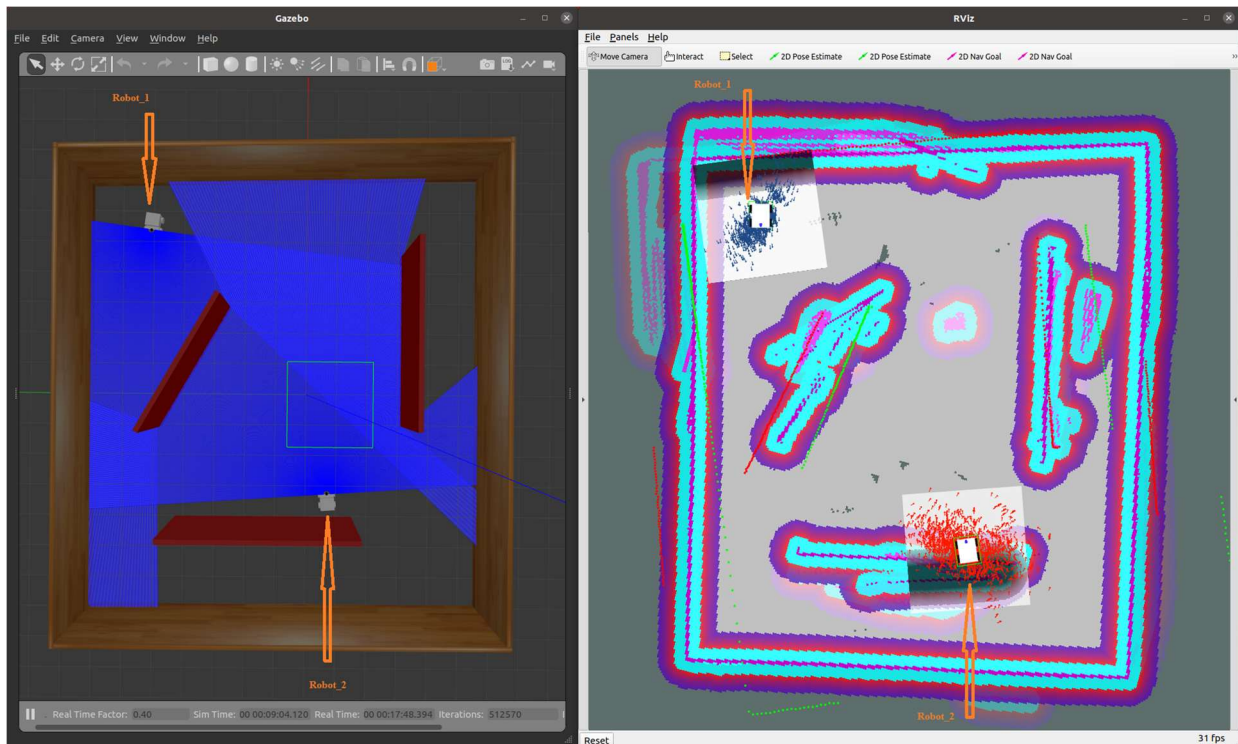 Gazebo
File Edit Camera View Window Help
Robot_1
Robot_2
Real Time Factor: 0.40 Sim Time: 00 00:09:04.120 Real Time: 00 00:17:48.394 Iterations: 512570
RViz
File Panels Help
Move Camera Interact Select 2D Pose Estimate 2D Pose Estimate 2D Nav Goal 2D Nav Goal
Robot_1
Robot_2
Reset 31 fps